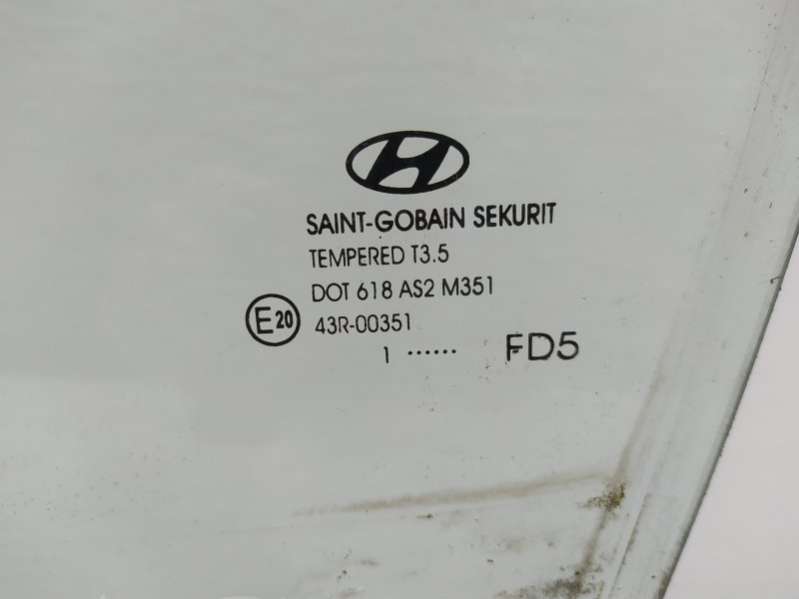 SAINT-GOBAIN SEKURIT
TEMPERED T3.5
DOT 618 AS2 M351
E20 43R-00351
1 ...... FD5